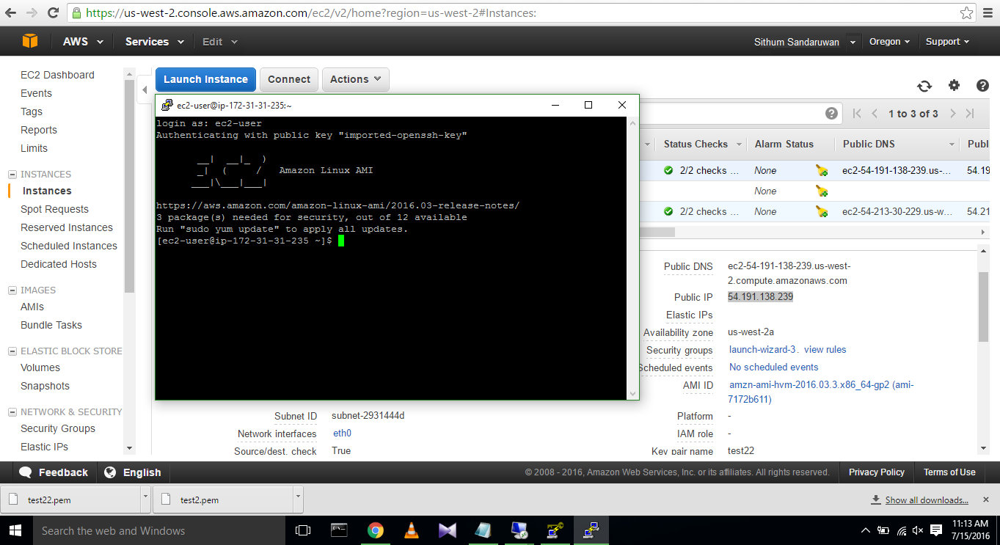 https://us-west-2.console.aws.amazon.com/ec2/v2/home?region=us-west-2#Instances:
AWS Services Edit Sithum Sandaruwan Oregon Support
EC2 Dashboard
Events
Tags
Reports
Limits
INSTANCES
Instances
Spot Requests
Reserved Instances
Scheduled Instances
Dedicated Hosts
IMAGES
AMIs
Bundle Tasks
ELASTIC BLOCK STORE
Volumes
Snapshots
NETWORK & SECURITY
Security Groups
Elastic IPs
Launch Instance Connect Actions
1 to 3 of 3
Status Checks Alarm Status Public DNS Publ
2/2 checks ... None ec2-54-191-138-239.us-... 54.19
None
2/2 checks ... None ec2-54-213-30-229.us-w... 54.21
ec2-user@ip-172-31-31-235:~
login as: ec2-user
Authenticating with public key "imported-openssh-key"
__| __|_ )
_| ( / Amazon Linux AMI
___|\___|___|
https://aws.amazon.com/amazon-linux-ami/2016.03-release-notes/
3 package(s) needed for security, out of 12 available
Run "sudo yum update" to apply all updates.
[ec2-user@ip-172-31-31-235 ~]$
Public DNS ec2-54-191-138-239.us-west-
2.compute.amazonaws.com
Public IP 54.191.138.239
Elastic IPs
Availability zone us-west-2a
Security groups launch-wizard-3. view rules
Scheduled events No scheduled events
AMI ID amzn-ami-hvm-2016.03.3.x86_64-gp2 (ami-
7172b611)
Subnet ID subnet-2931444d Platform -
Network interfaces eth0 IAM role -
Source/dest. check True Key pair name test22
Feedback English © 2008 - 2016, Amazon Web Services, Inc. or its affiliates. All rights reserved. Privacy Policy Terms of Use
test22.pem test2.pem Show all downloads...
Search the web and Windows 11:13 AM
7/15/2016